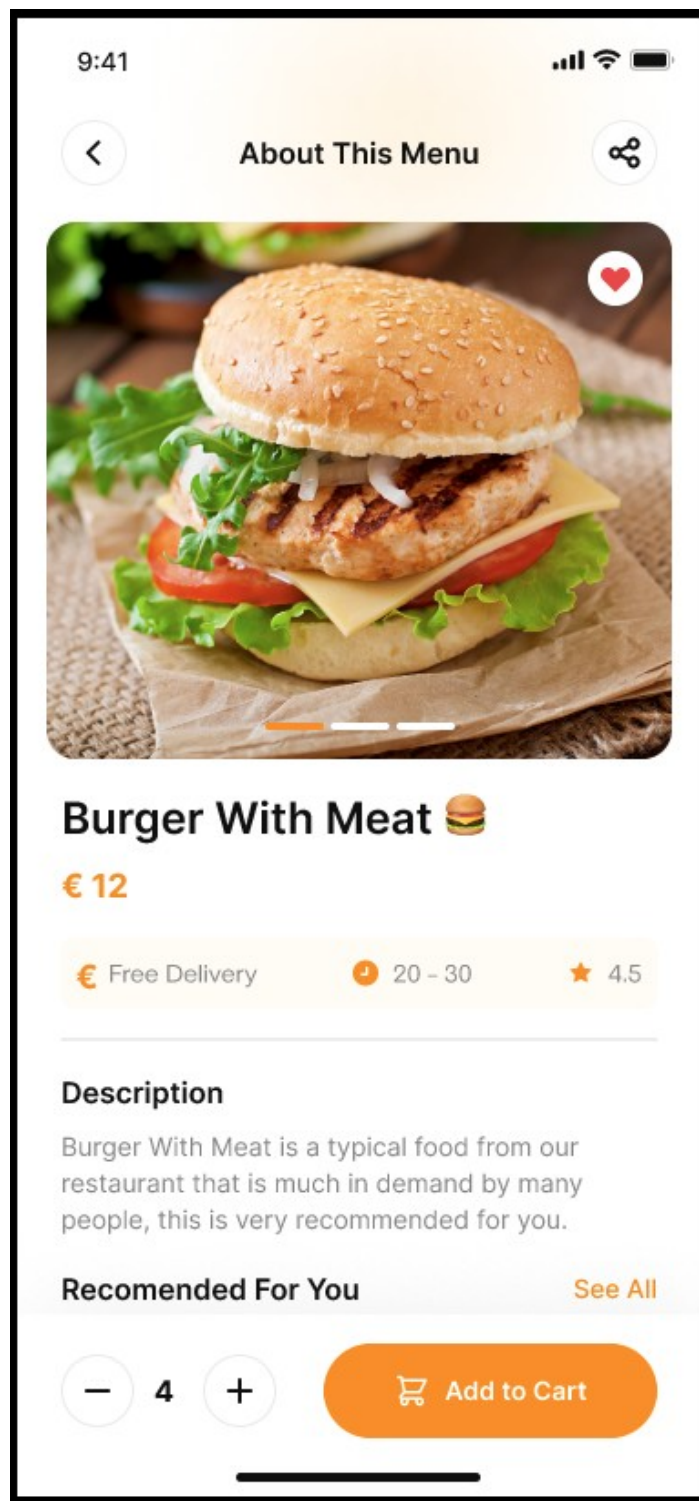 9:41
About This Menu
Burger With Meat 🍔
€ 12
€ Free Delivery 20 - 30 4.5
Description
Burger With Meat is a typical food from our
restaurant that is much in demand by many
people, this is very recommended for you.
Recomended For You See All
4 Add to Cart